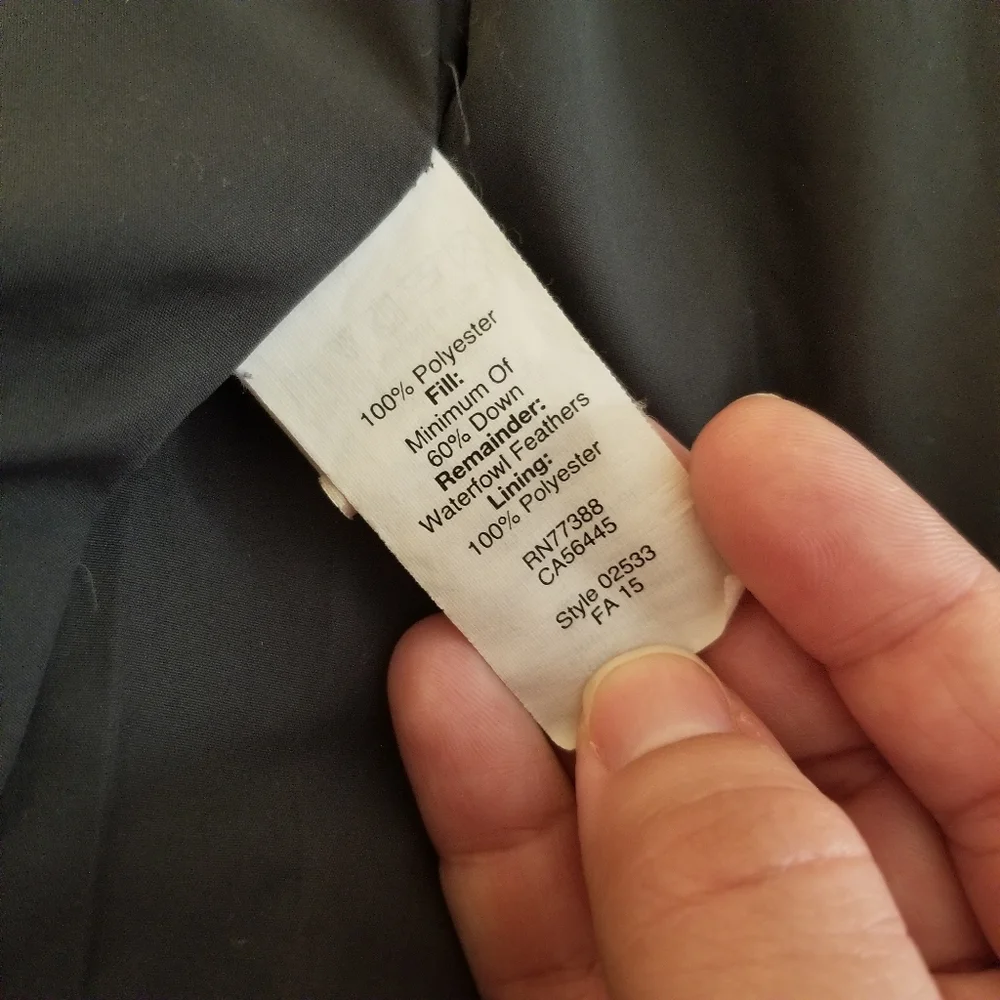 100% Polyester
Fill:
Minimum Of
60% Down
Remainder:
Waterfowl Feathers
Lining:
100% Polyester
RN77388
CA56445
Style 02533
FA 15